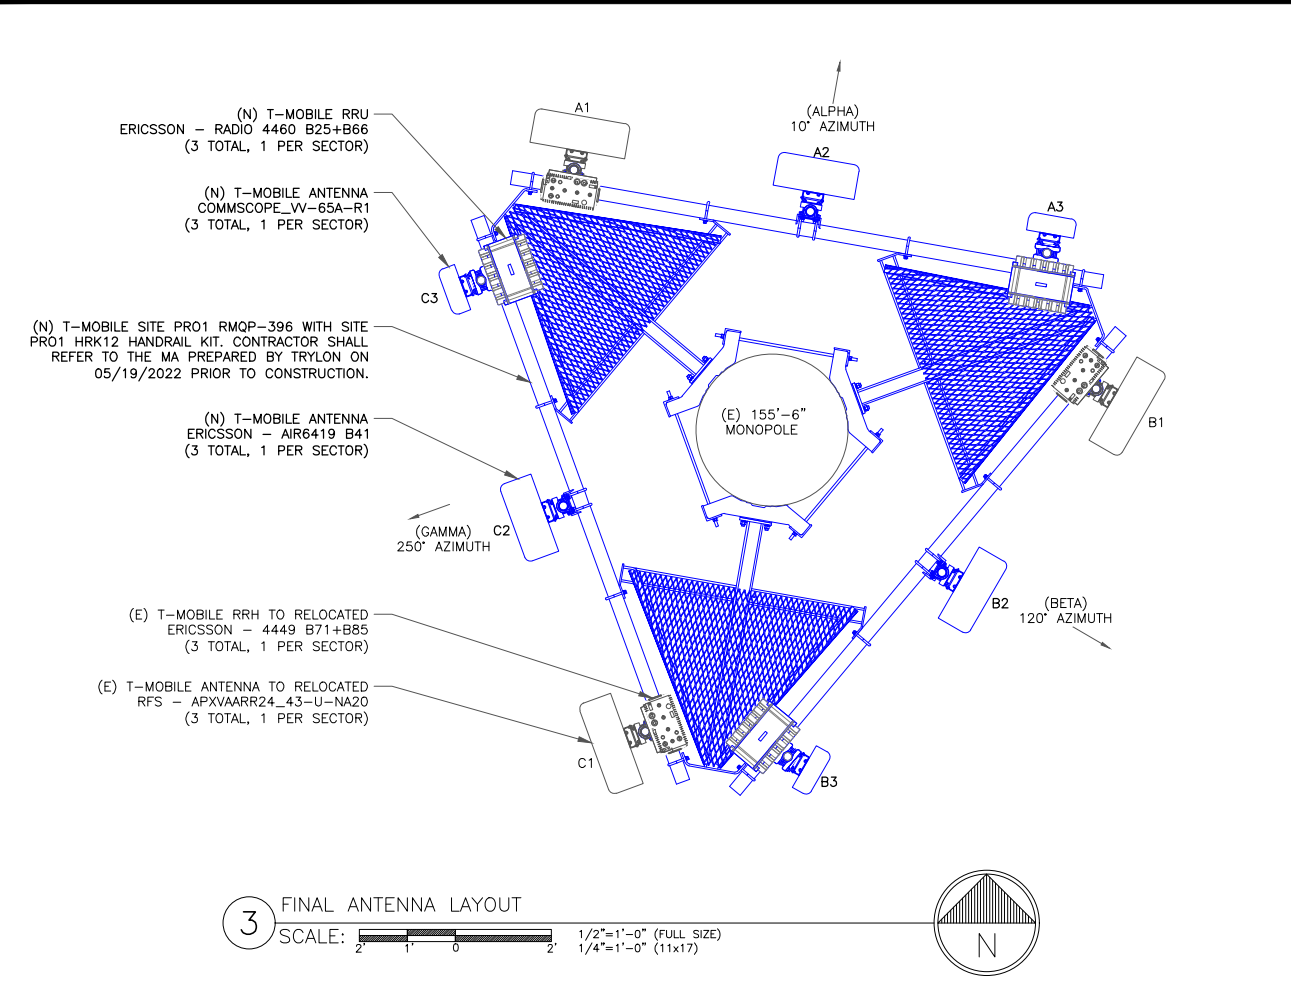 A1
(ALPHA)
10° AZIMUTH
(N) T-MOBILE RRU
ERICSSON - RADIO 4460 B25+B66
(3 TOTAL, 1 PER SECTOR)
A2
(N) T-MOBILE ANTENNA
COMMSCOPE_VV-65A-R1
(3 TOTAL, 1 PER SECTOR)
A3
C3
(N) T-MOBILE SITE PRO1 RMQP-396 WITH SITE
PRO1 HRK12 HANDRAIL KIT. CONTRACTOR SHALL
REFER TO THE MA PREPARED BY TRYLON ON
05/19/2022 PRIOR TO CONSTRUCTION.
(E) 155'-6"
MONOPOLE
B1
(N) T-MOBILE ANTENNA
ERICSSON - AIR6419 B41
(3 TOTAL, 1 PER SECTOR)
(GAMMA)
250° AZIMUTH
C2
B2
(BETA)
120° AZIMUTH
(E) T-MOBILE RRH TO RELOCATED
ERICSSON - 4449 B71+B85
(3 TOTAL, 1 PER SECTOR)
(E) T-MOBILE ANTENNA TO RELOCATED
RFS - APXVAARR24_43-U-NA20
(3 TOTAL, 1 PER SECTOR)
C1
B3
3
FINAL ANTENNA LAYOUT
SCALE:
2' 1' 0 2'
1/2"=1'-0" (FULL SIZE)
1/4"=1'-0" (11x17)
N